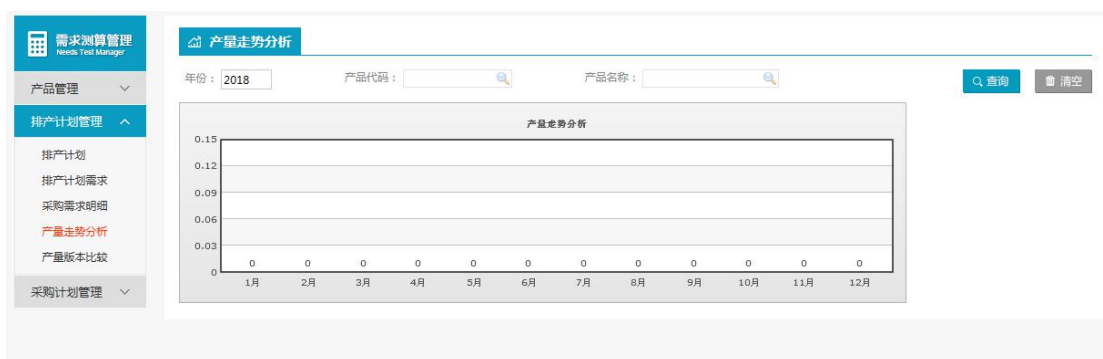 需求测算管理
Needs Test Manager
产品管理
排产计划管理
排产计划
排产计划需求
采购需求明细
产量走势分析
产量版本比较
采购计划管理
产量走势分析
年份： 2018 产品代码： 产品名称： 查询 清空
产量走势分析
0.15
0.12
0.09
0.06
0.03
0
0 0 0 0 0 0 0 0 0 0 0 0
1月 2月 3月 4月 5月 6月 7月 8月 9月 10月 11月 12月